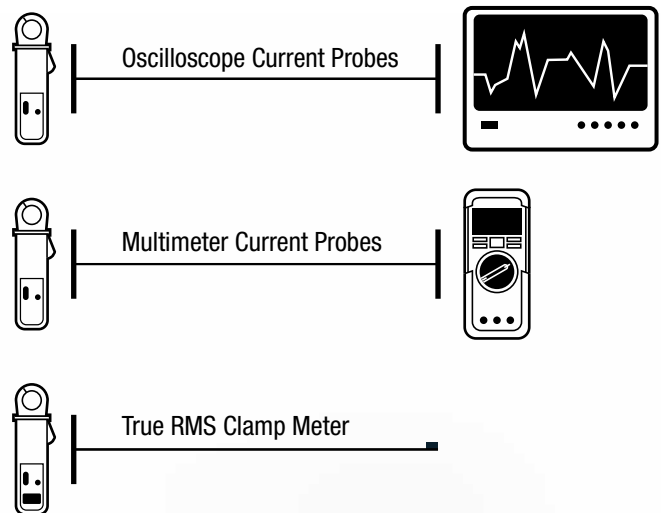 Oscilloscope Current Probes
Multimeter Current Probes
True RMS Clamp Meter